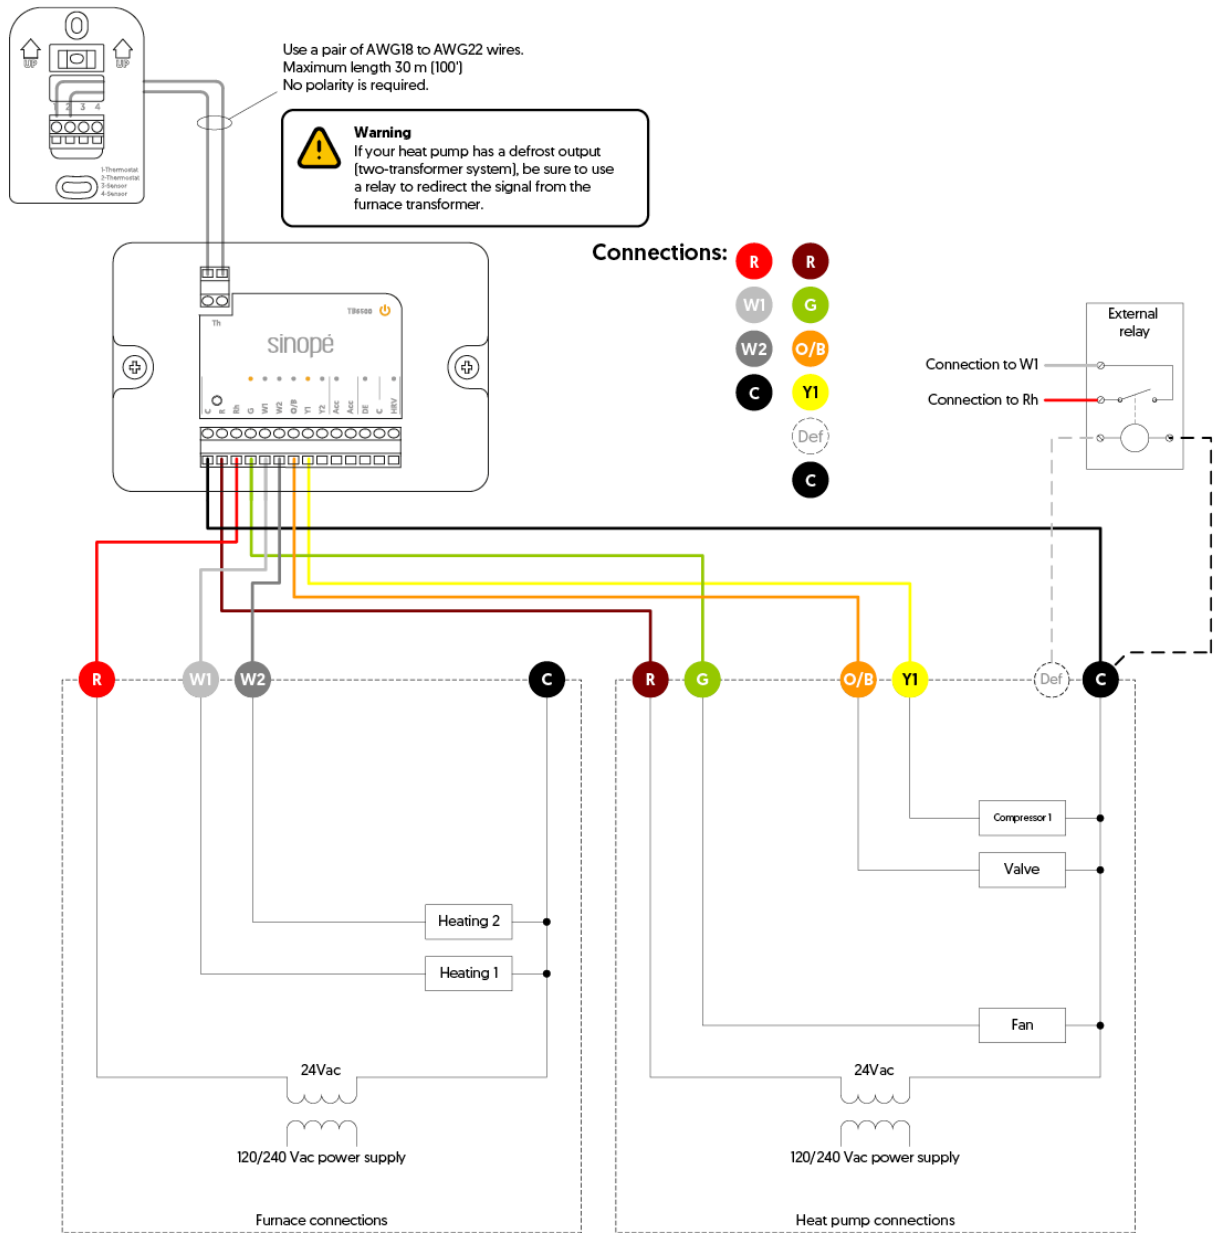 UP
UP
1 2 3 4
1-Thermostat
2-Thermostat
3-Sensor
4-Sensor
Use a pair of AWG18 to AWG22 wires.
Maximum length 30 m (100')
No polarity is required.
Warning
If your heat pump has a defrost output
(two-transformer system), be sure to use
a relay to redirect the signal from the
furnace transformer.
Connections:
R R
W1 G
W2 O/B
C Y1
Def
C
External
relay
Connection to W1
Connection to Rh
Th
sinopé
C R Rh G W1 W2 O/B Y1 Y2 Acc Acc DE C HRV
R W1 W2 C
R G O/B Y1 Def C
Compressor 1
Valve
Heating 2
Heating 1
Fan
24Vac
24Vac
120/240 Vac power supply
120/240 Vac power supply
Furnace connections
Heat pump connections